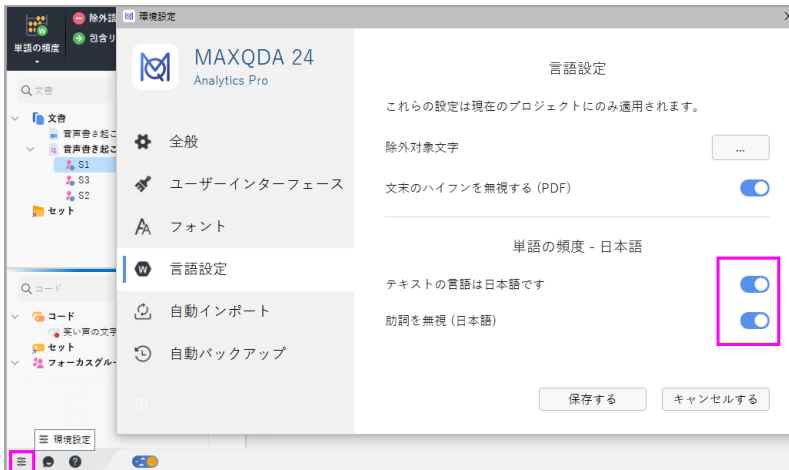 単語の頻度
除外語
包含リ
環境設定
文書
文書
音声書き起こ
音声書き起こ
S1
S3
S2
セット
コード
コード
笑い声の文字
セット
フォーカスグルー
環境設定
MAXQDA 24
Analytics Pro
全般
ユーザーインターフェース
フォント
言語設定
自動インポート
自動バックアップ
言語設定
これらの設定は現在のプロジェクトにのみ適用されます。
除外対象文字
...
文末のハイフンを無視する (PDF)
単語の頻度 - 日本語
テキストの言語は日本語です
助詞を無視 (日本語)
保存する
キャンセルする